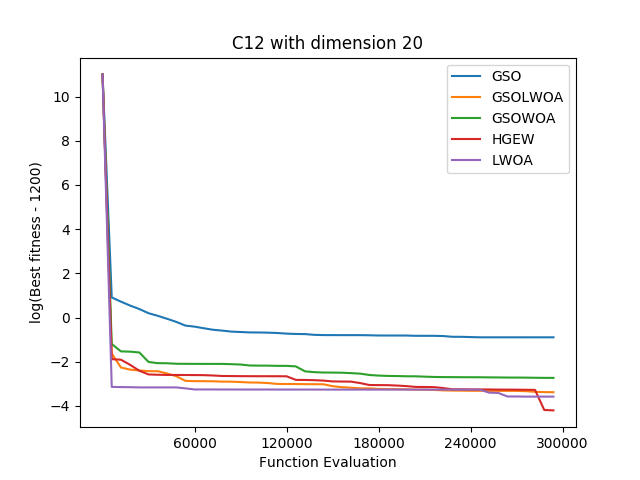 C12 with dimension 20
log(Best fitness - 1200)
10
8
6
4
2
0
−2
−4
GSO
GSOLWOA
GSOWOA
HGEW
LWOA
60000 120000 180000 240000 300000
Function Evaluation